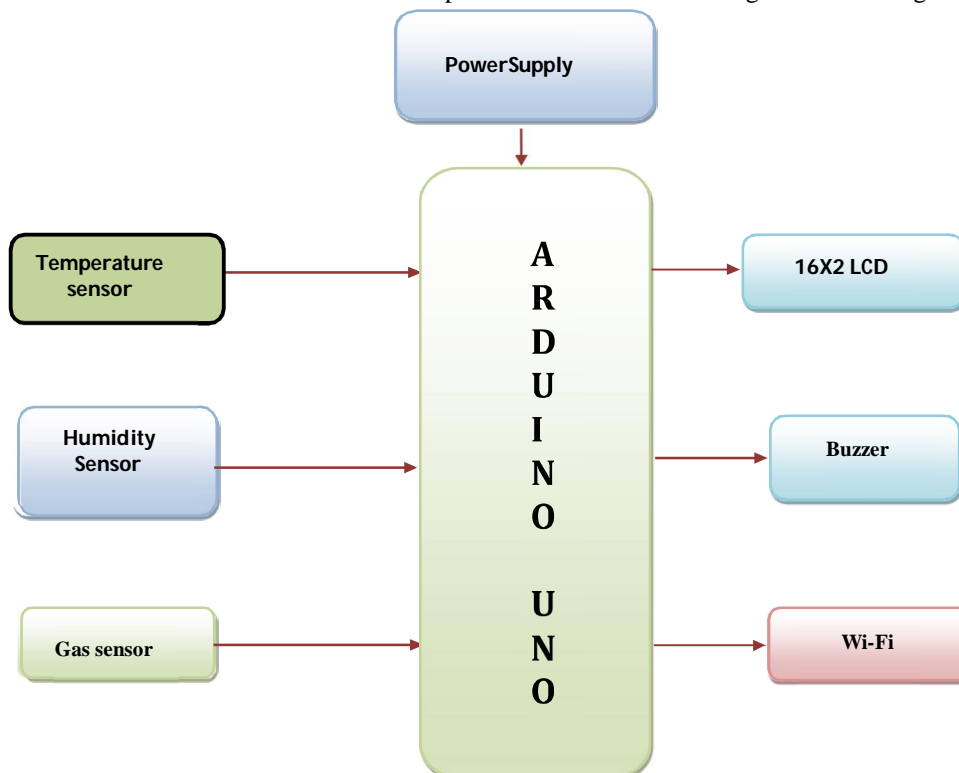 PowerSupply
Temperature
sensor
Humidity
Sensor
Gas sensor
A
R
D
U
I
N
O
U
N
O
16X2 LCD
Buzzer
Wi-Fi